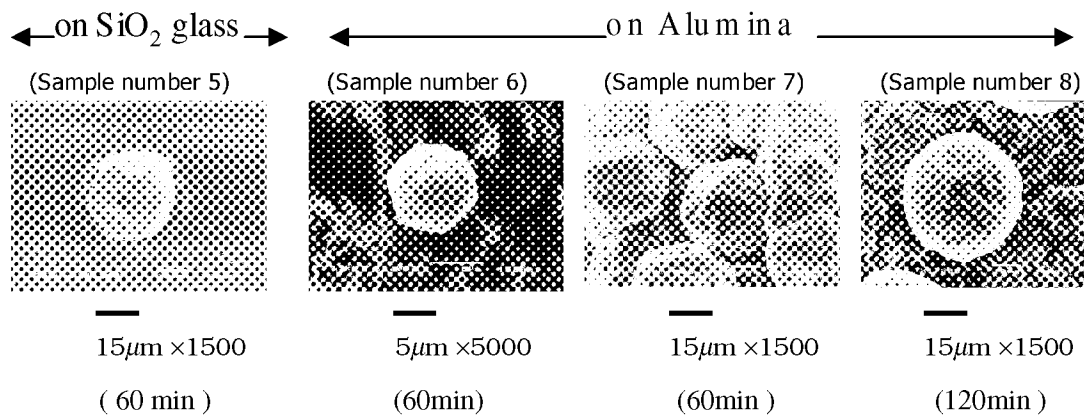 on SiO₂ glass
on Alumina
(Sample number 5)
(Sample number 6)
(Sample number 7)
(Sample number 8)
15µm ×1500
5µm ×5000
15µm ×1500
15µm ×1500
( 60 min )
(60min)
(60min)
(120min)